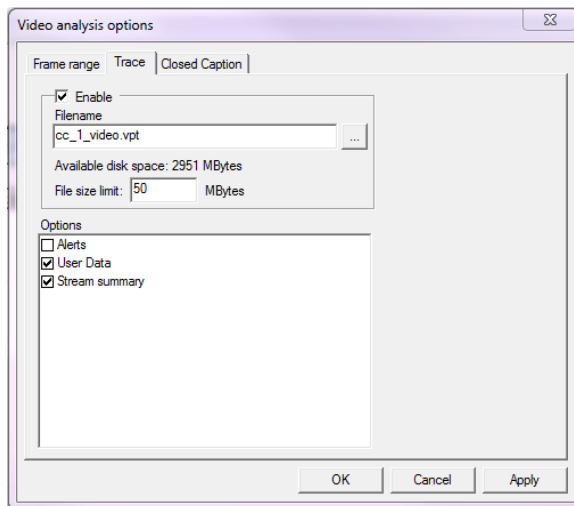 Video analysis options
Frame range Trace Closed Caption
Enable
Filename
cc_1_video.vpt ...
Available disk space: 2951 MBytes
File size limit: 50 MBytes
Options
Alerts
User Data
Stream summary
OK Cancel Apply